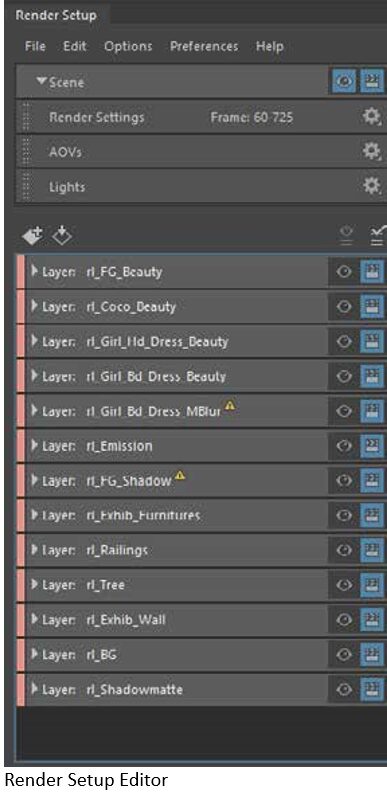 Render Setup
File Edit Options Preferences Help
Scene
Render Settings Frame: 60-725
AOVs
Lights
Layer: rl_FG_Beauty
Layer: rl_Coco_Beauty
Layer: rl_Girl_Hd_Dress_Beauty
Layer: rl_Girl_Bd_Dress_Beauty
Layer: rl_Girl_Bd_Dress_MBlur
Layer: rl_Emission
Layer: rl_FG_Shadow
Layer: rl_Exhib_Furnitures
Layer: rl_Railings
Layer: rl_Tree
Layer: rl_Exhib_Wall
Layer: rl_BG
Layer: rl_Shadowmatte
Render Setup Editor